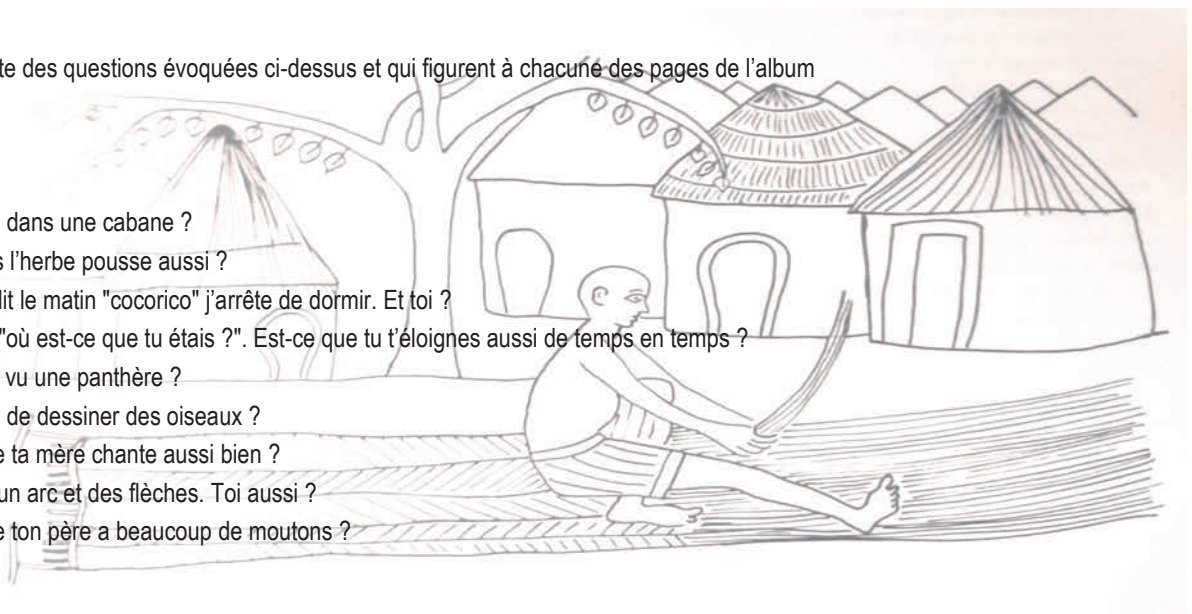 te des questions évoquées ci-dessus et qui figurent à chacune des pages de l’album
dans une cabane ?
s l’herbe pousse aussi ?
dit le matin "cocorico" j’arrête de dormir. Et toi ?
"où est-ce que tu étais ?". Est-ce que tu t’éloignes aussi de temps en temps ?
vu une panthère ?
de dessiner des oiseaux ?
e ta mère chante aussi bien ?
un arc et des flèches. Toi aussi ?
e ton père a beaucoup de moutons ?